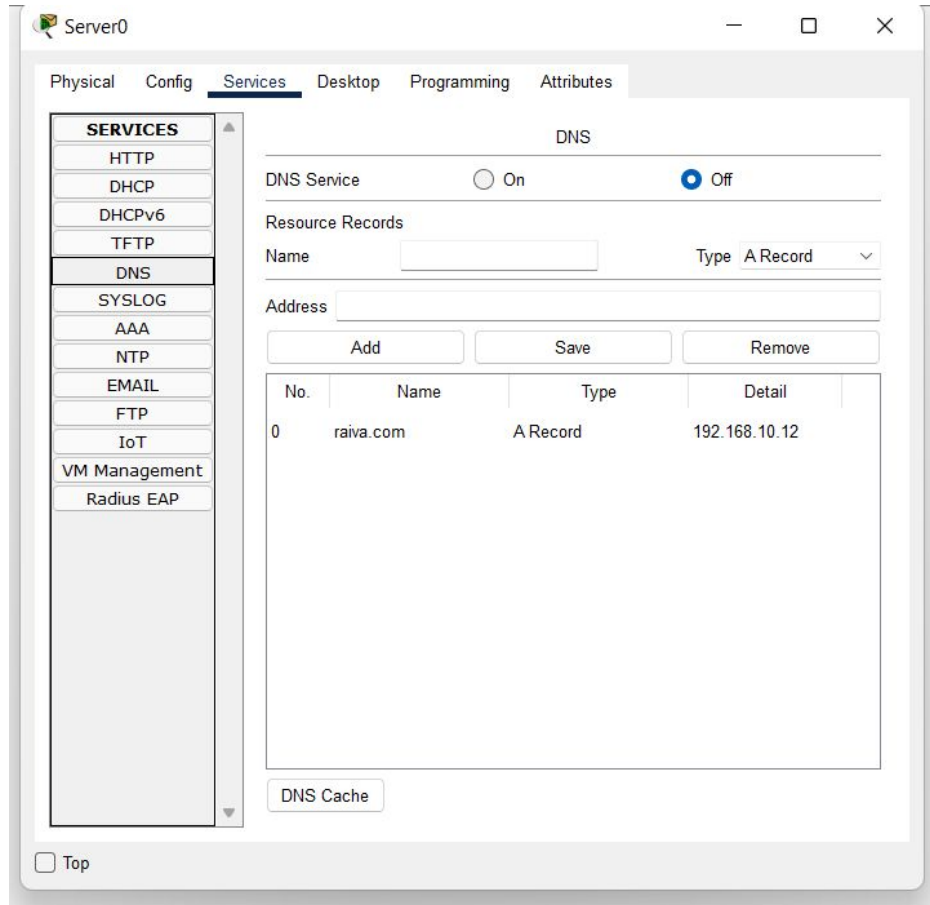 Server0
Physical Config Services Desktop Programming Attributes
SERVICES
HTTP
DHCP
DHCPv6
TFTP
DNS
SYSLOG
AAA
NTP
EMAIL
FTP
IoT
VM Management
Radius EAP
DNS
DNS Service On Off
Resource Records
Name Type A Record
Address
Add Save Remove
No. Name Type Detail
0 raiva.com A Record 192.168.10.12
DNS Cache
Top